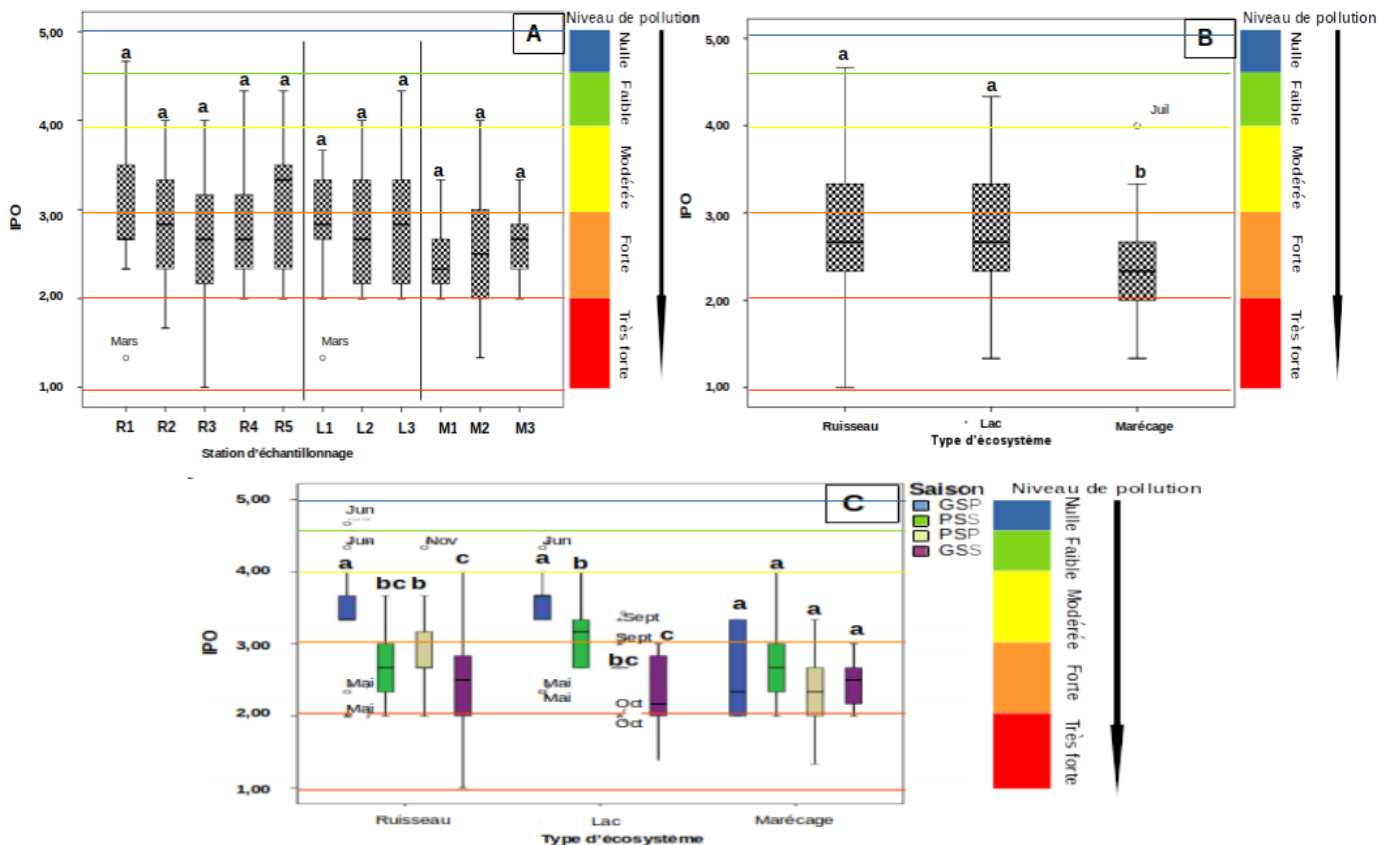 A
Niveau de pollution
5,00
4,00
3,00
2,00
1,00
IPO
a a a a a a a a a a a
Mars
Mars
R1 R2 R3 R4 R5 L1 L2 L3 M1 M2 M3
Station d'échantillonnage
Nulle
Faible
Modérée
Forte
Très forte
B
Niveau de pollution
5,00
4,00
3,00
2,00
1,00
IPO
a a b
Juil
Ruisseau Lac Marécage
Type d'écosystème
Nulle
Faible
Modérée
Forte
Très forte
C
Saison
GSP
PSS
PSP
GSS
Niveau de pollution
5,00
4,00
3,00
2,00
1,00
IPO
Jun
Jun
a
bc
b
Nov
c
Mai
Mai
Jun
a
b
Mai
Mai
Sept
Sept
bc
c
Oct
Oct
a
a
a
a
Ruisseau Lac Marécage
Type d'écosystème
Nulle
Faible
Modérée
Forte
Très forte